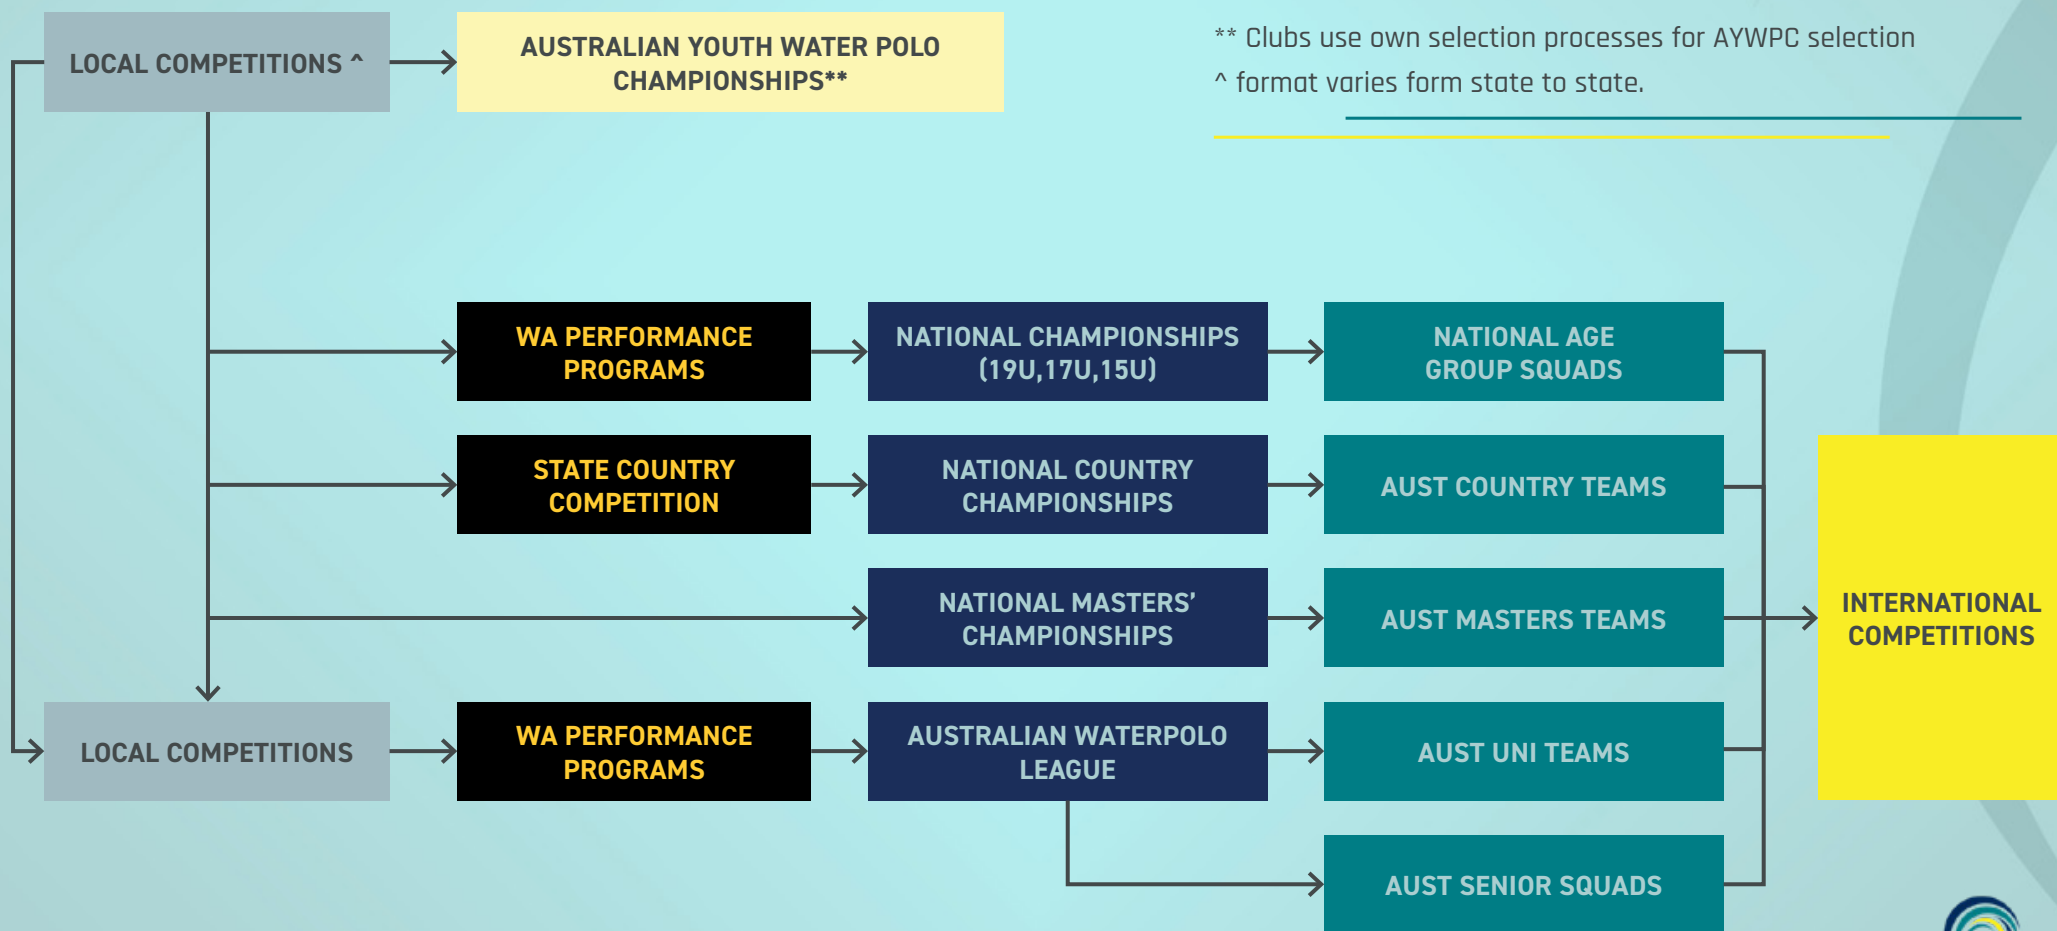 LOCAL COMPETITIONS ^
AUSTRALIAN YOUTH WATER POLO
CHAMPIONSHIPS**
** Clubs use own selection processes for AYWPC selection
^ format varies form state to state.
WA PERFORMANCE
PROGRAMS
NATIONAL CHAMPIONSHIPS
(19U,17U,15U)
NATIONAL AGE
GROUP SQUADS
STATE COUNTRY
COMPETITION
NATIONAL COUNTRY
CHAMPIONSHIPS
AUST COUNTRY TEAMS
NATIONAL MASTERS’
CHAMPIONSHIPS
AUST MASTERS TEAMS
INTERNATIONAL
COMPETITIONS
LOCAL COMPETITIONS
WA PERFORMANCE
PROGRAMS
AUSTRALIAN WATERPOLO
LEAGUE
AUST UNI TEAMS
AUST SENIOR SQUADS